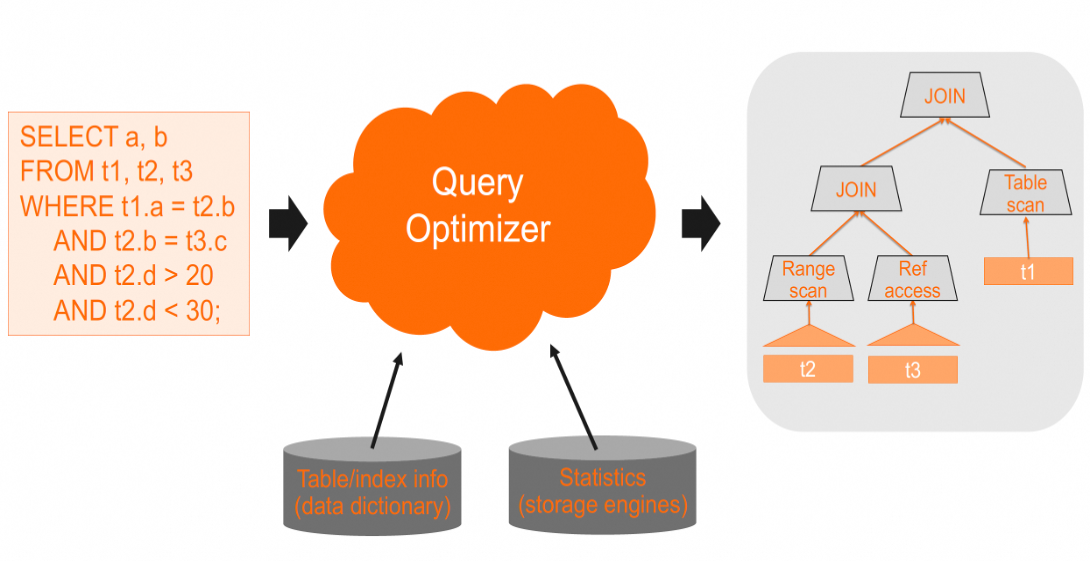 SELECT a, b
FROM t1, t2, t3
WHERE t1.a = t2.b
AND t2.b = t3.c
AND t2.d > 20
AND t2.d < 30;
Query
Optimizer
Table/index info
(data dictionary)
Statistics
(storage engines)
JOIN
JOIN
Table
scan
Range
scan
Ref
access
t1
t2
t3